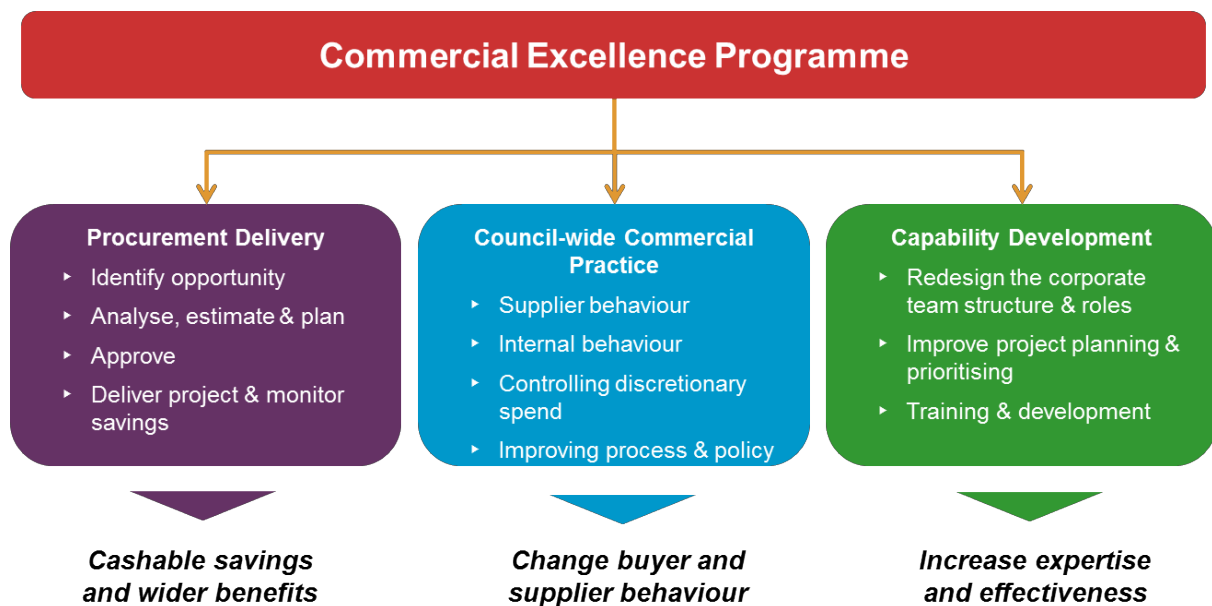 Commercial Excellence Programme
Procurement Delivery
‣ Identify opportunity
‣ Analyse, estimate & plan
‣ Approve
‣ Deliver project & monitor
savings
Cashable savings
and wider benefits
Council-wide Commercial
Practice
‣ Supplier behaviour
‣ Internal behaviour
‣ Controlling discretionary
spend
‣ Improving process & policy
Change buyer and
supplier behaviour
Capability Development
‣ Redesign the corporate
team structure & roles
‣ Improve project planning &
prioritising
‣ Training & development
Increase expertise
and effectiveness